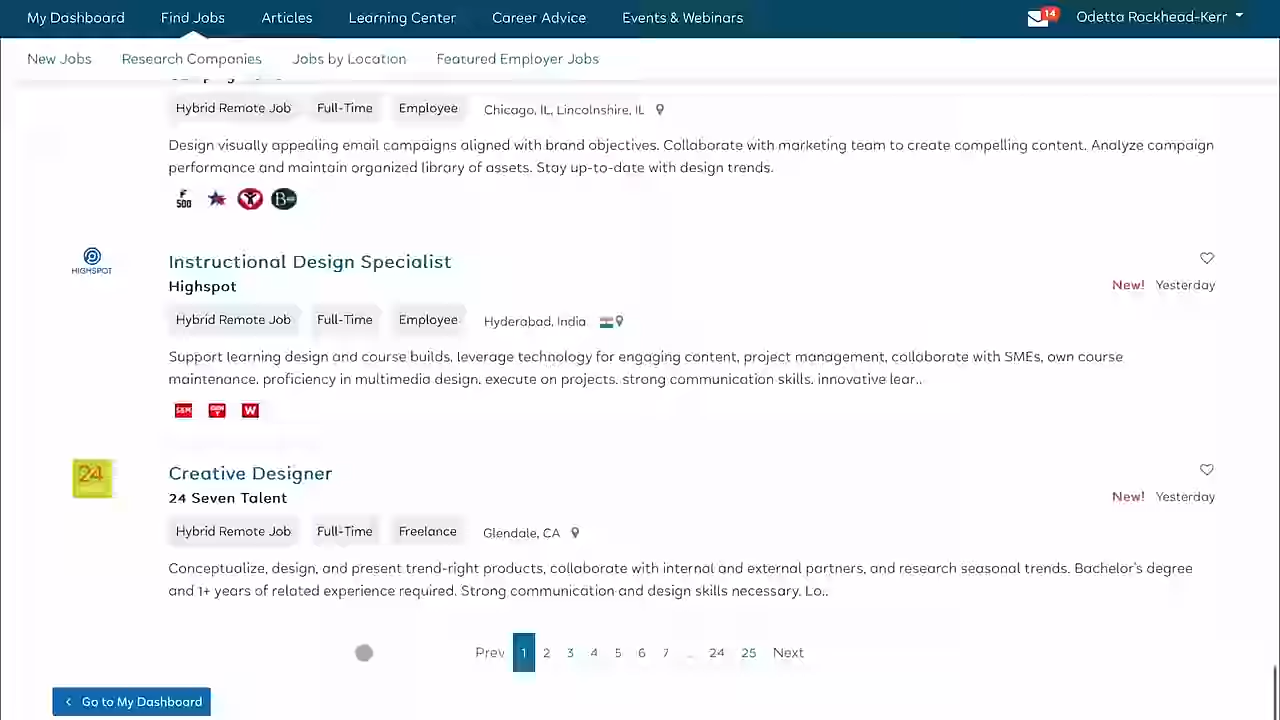 My Dashboard Find Jobs Articles Learning Center Career Advice Events & Webinars 14 Odetta Rockhead-Kerr
New Jobs Research Companies Jobs by Location Featured Employer Jobs
Hybrid Remote Job Full-Time Employee Chicago, IL, Lincolnshire, IL
Design visually appealing email campaigns aligned with brand objectives. Collaborate with marketing team to create compelling content. Analyze campaign
performance and maintain organized library of assets. Stay up-to-date with design trends.
F 500 B
HIGHSPOT
Instructional Design Specialist
Highspot
New! Yesterday
Hybrid Remote Job Full-Time Employee Hyderabad, India
Support learning design and course builds, leverage technology for engaging content, project management, collaborate with SMEs, own course
maintenance, proficiency in multimedia design, execute on projects, strong communication skills, innovative lear..
W
24
Creative Designer
24 Seven Talent
New! Yesterday
Hybrid Remote Job Full-Time Freelance Glendale, CA
Conceptualize, design, and present trend-right products, collaborate with internal and external partners, and research seasonal trends. Bachelor's degree
and 1+ years of related experience required. Strong communication and design skills necessary. Lo..
Prev 1 2 3 4 5 6 7 ... 24 25 Next
Go to My Dashboard